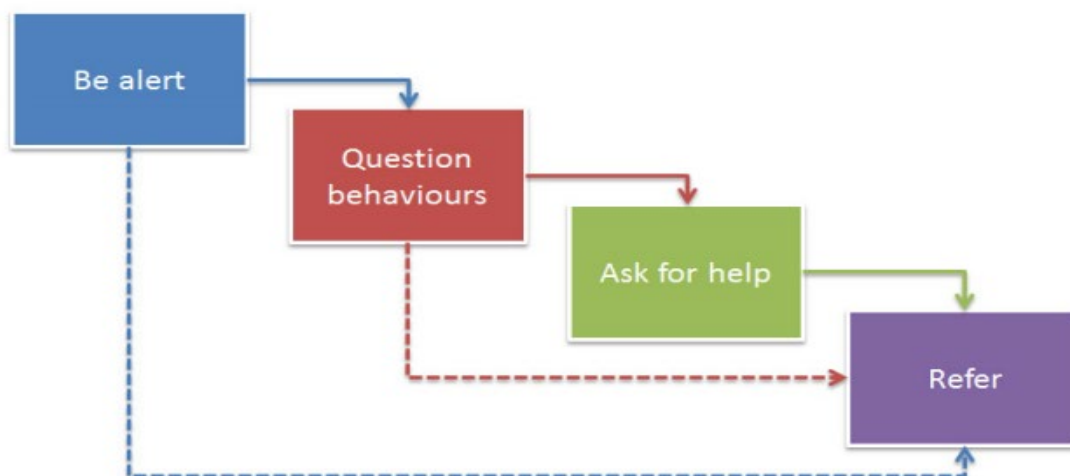 Be alert
Question
behaviours
Ask for help
Refer